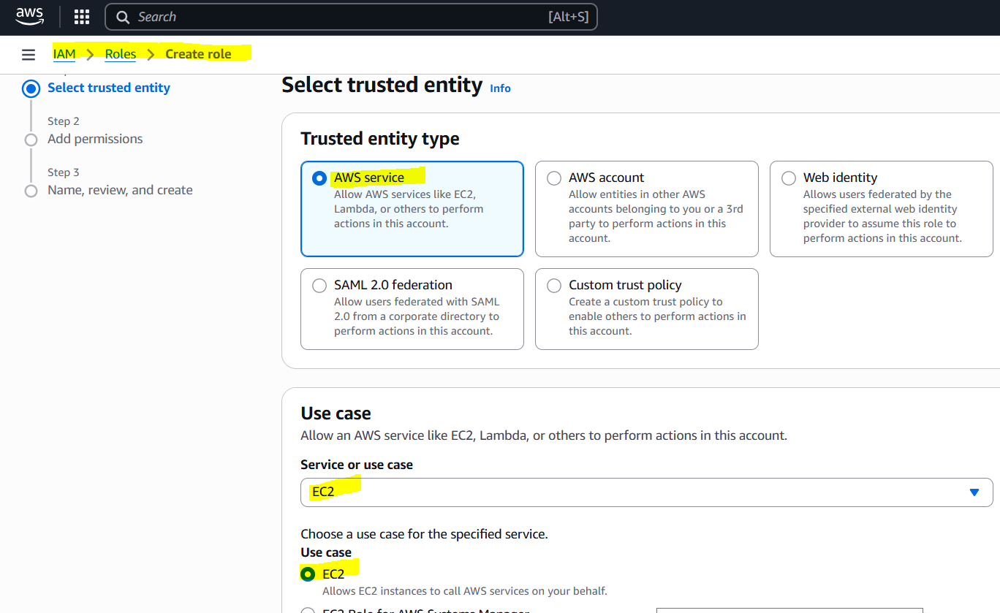 aws
Search [Alt+S]
IAM > Roles > Create role
Select trusted entity
Step 2
Add permissions
Step 3
Name, review, and create
Select trusted entity Info
Trusted entity type
AWS service
Allow AWS services like EC2,
Lambda, or others to perform
actions in this account.
AWS account
Allow entities in other AWS
accounts belonging to you or a 3rd
party to perform actions in this
account.
Web identity
Allows users federated by the
specified external web identity
provider to assume this role to
perform actions in this account.
SAML 2.0 federation
Allow users federated with SAML
2.0 from a corporate directory to
perform actions in this account.
Custom trust policy
Create a custom trust policy to
enable others to perform actions in
this account.
Use case
Allow an AWS service like EC2, Lambda, or others to perform actions in this account.
Service or use case
EC2
Choose a use case for the specified service.
Use case
EC2
Allows EC2 instances to call AWS services on your behalf.
EC2 Role for AWS Systems Manager